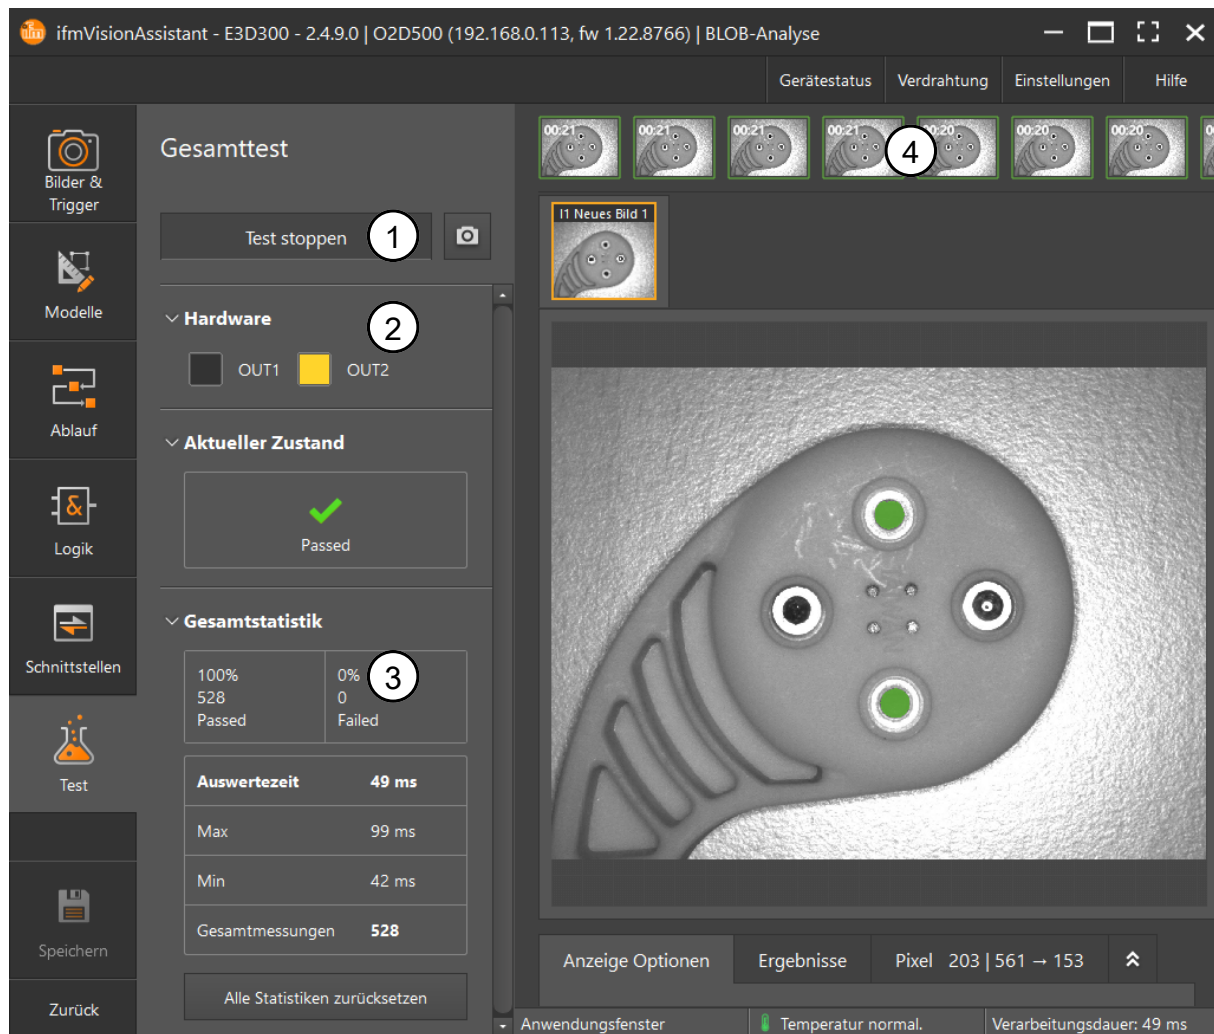 ifm ifmVisionAssistant - E3D300 - 2.4.9.0 | O2D500 (192.168.0.113, fw 1.22.8766) | BLOB-Analyse
Gerätestatus Verdrahtung Einstellungen Hilfe
Bilder &
Trigger
Modelle
Ablauf
&
Logik
Schnittstellen
Test
Speichern
Zurück
Gesamttest
Test stoppen 1
Hardware 2
OUT1 OUT2
Aktueller Zustand
Passed
Gesamtstatistik
100% 0% 3
528 0
Passed Failed
Auswertezeit 49 ms
Max 99 ms
Min 42 ms
Gesamtmessungen 528
Alle Statistiken zurücksetzen
00:21 00:21 00:21 00:21 4 00:20 00:20 00:20
I1 Neues Bild 1
Anzeige Optionen Ergebnisse Pixel 203 | 561 → 153
Anwendungsfenster Temperatur normal. Verarbeitungsdauer: 49 ms